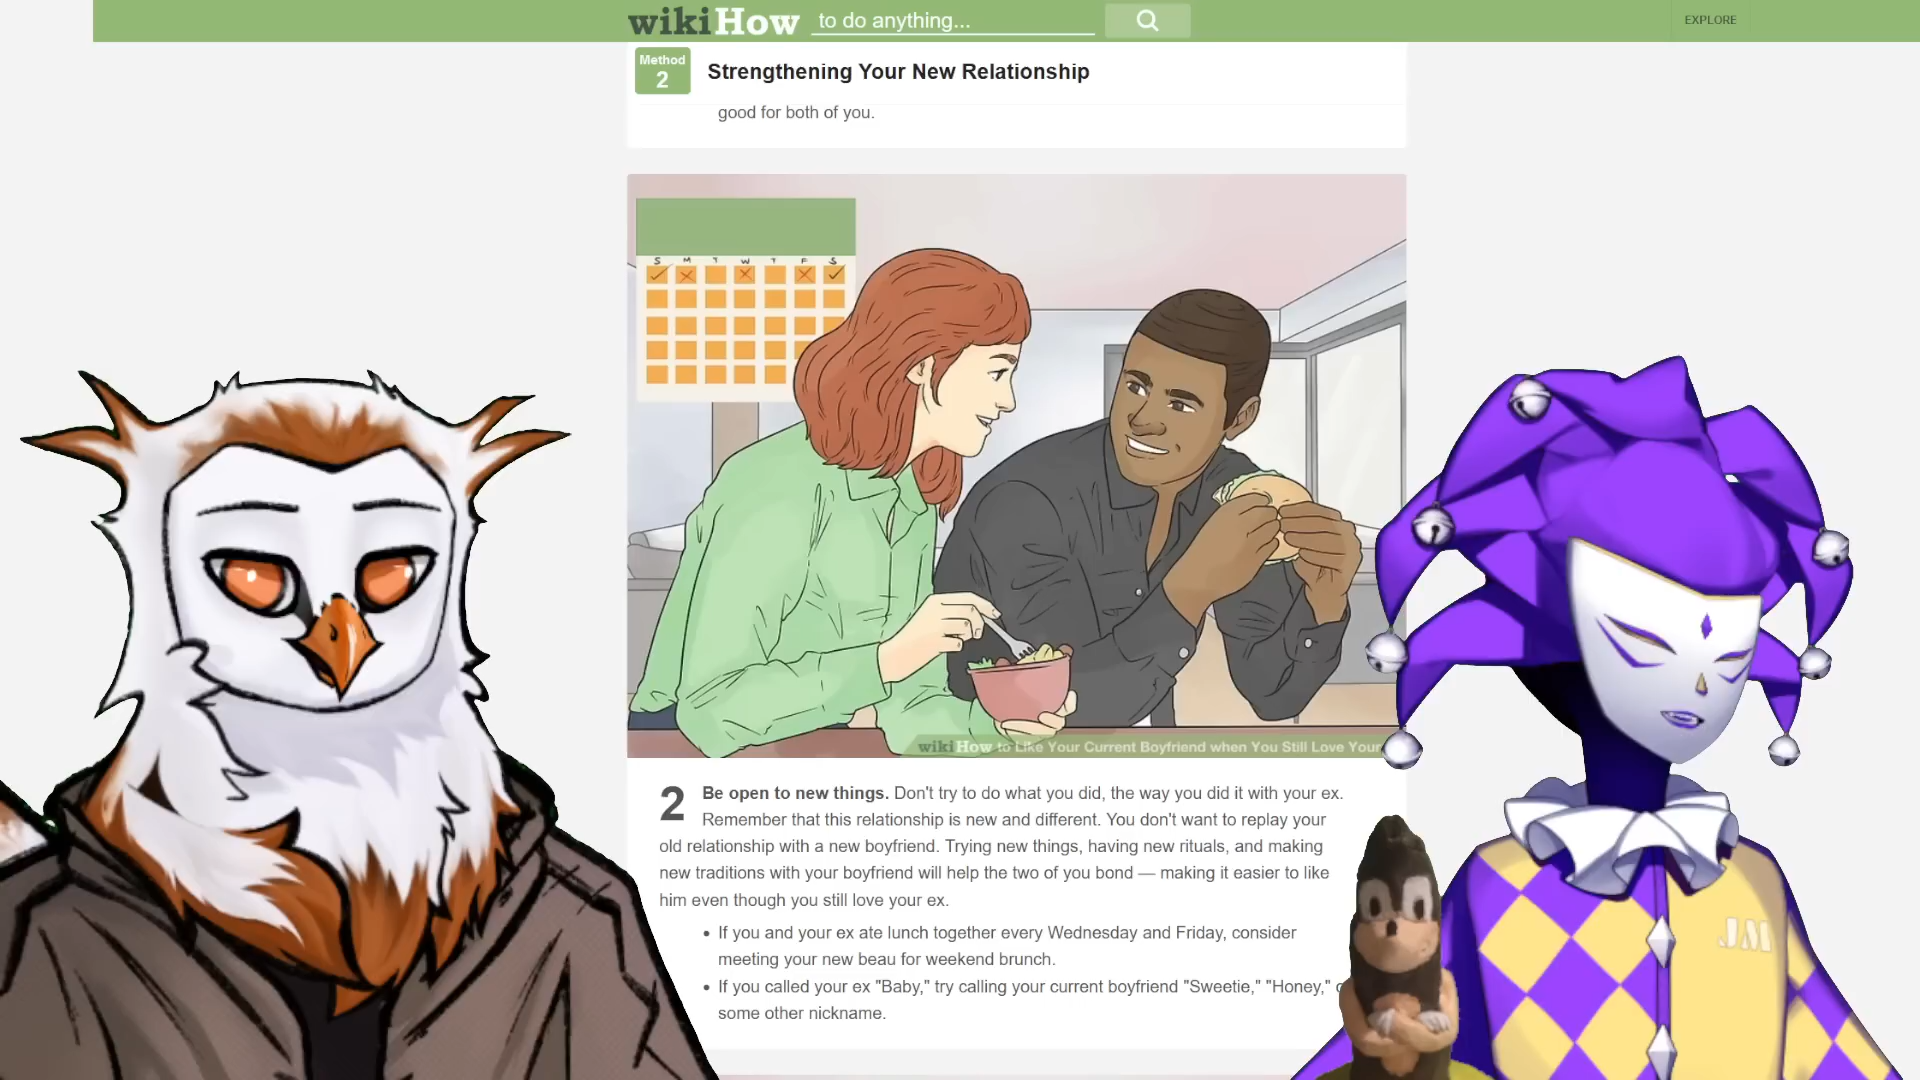 wikiHow to do anything...
EXPLORE
Method
2
Strengthening Your New Relationship
good for both of you.
S M T W T F S
wikiHow to Like Your Current Boyfriend when You Still Love Your
2
Be open to new things. Don't try to do what you did, the way you did it with your ex.
Remember that this relationship is new and different. You don't want to replay your
old relationship with a new boyfriend. Trying new things, having new rituals, and making
new traditions with your boyfriend will help the two of you bond — making it easier to like
him even though you still love your ex.
• If you and your ex ate lunch together every Wednesday and Friday, consider
meeting your new beau for weekend brunch.
• If you called your ex "Baby," try calling your current boyfriend "Sweetie," "Honey,"
some other nickname.
JM